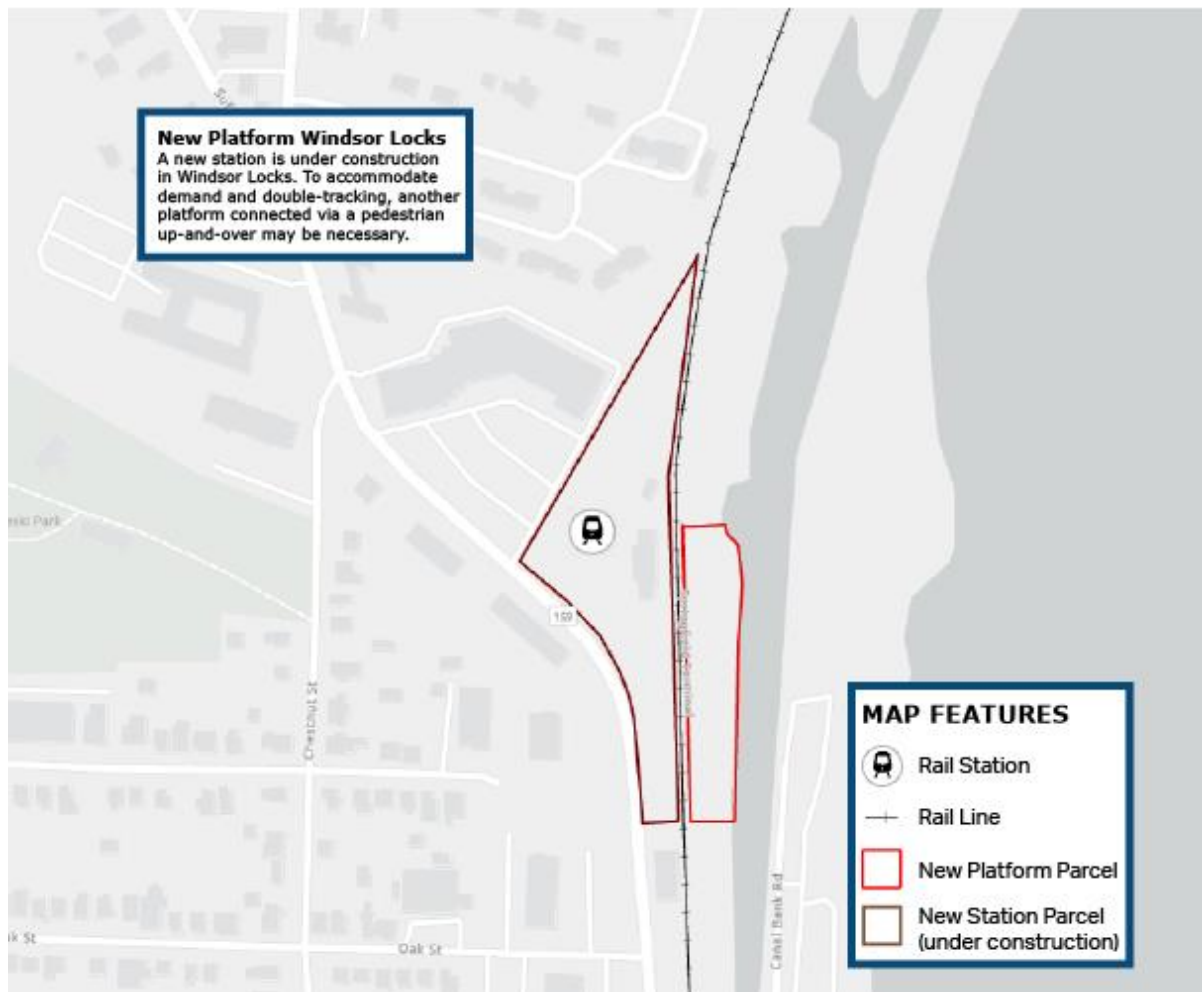 New Platform Windsor Locks
A new station is under construction
in Windsor Locks. To accommodate
demand and double-tracking, another
platform connected via a pedestrian
up-and-over may be necessary.
159
Chestnut St
Oak St
Canal Bank Rd
Park
St
MAP FEATURES
Rail Station
Rail Line
New Platform Parcel
New Station Parcel
(under construction)